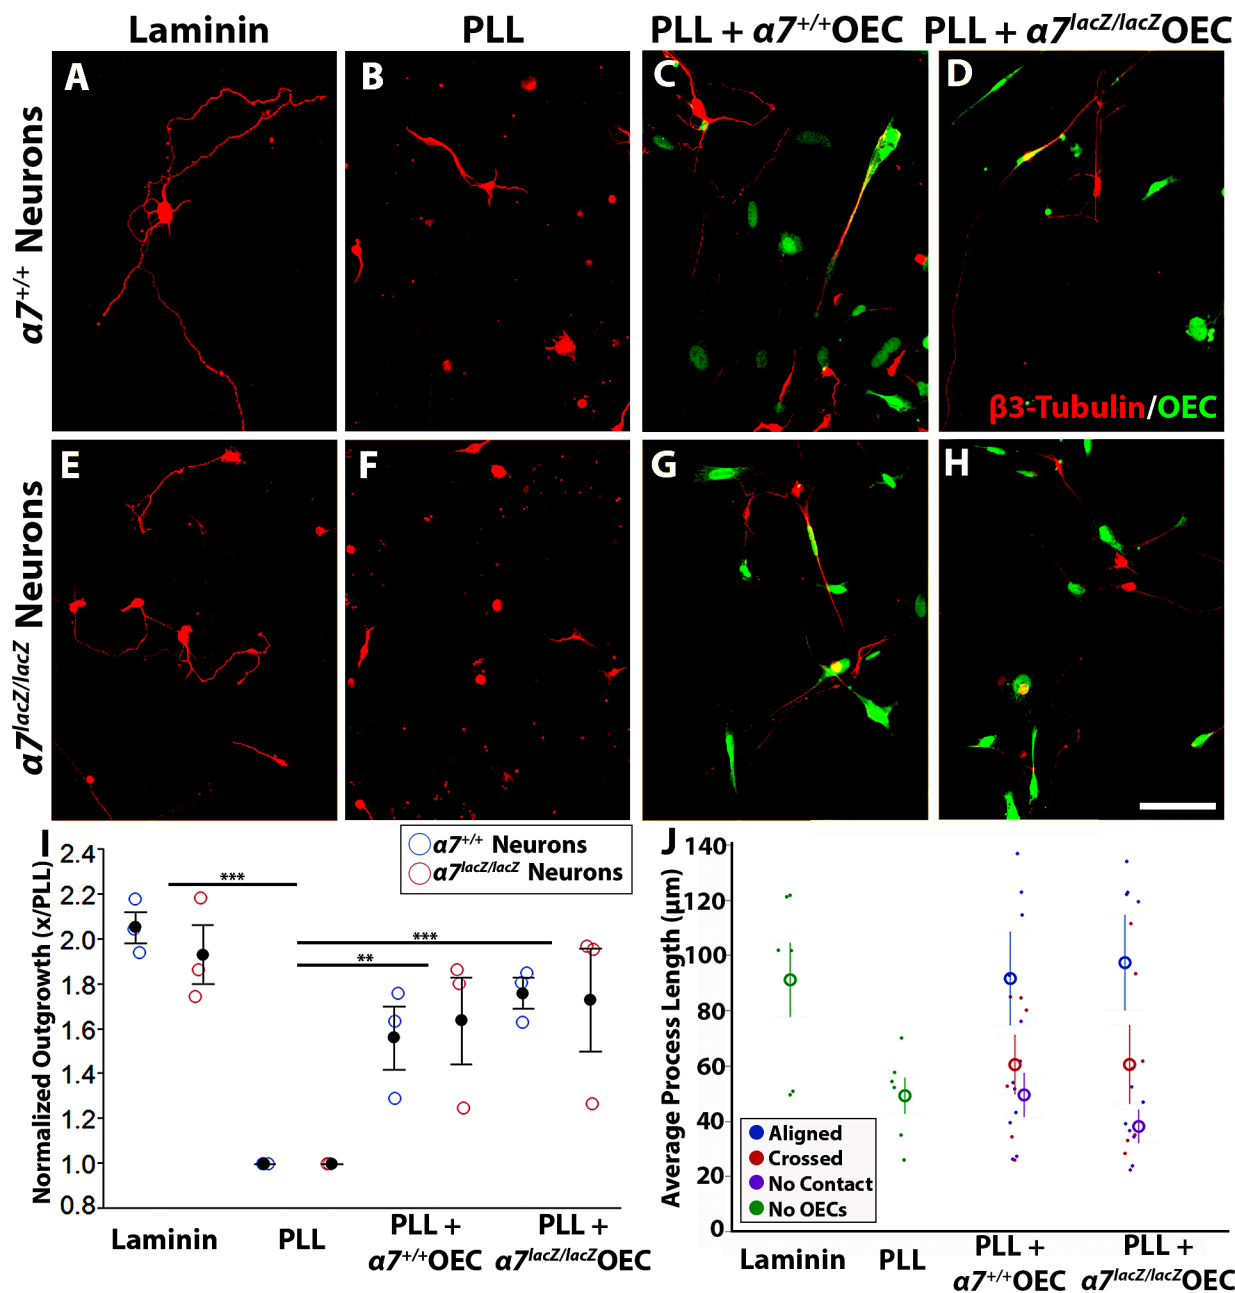 Laminin
PLL
PLL + α7+/+OEC
PLL + α7lacZ/lacZOEC
α7+/+ Neurons
A
B
C
D
β3-Tubulin/OEC
α7lacZ/lacZ Neurons
E
F
G
H
I
α7+/+ Neurons
α7lacZ/lacZ Neurons
Normalized Outgrowth (x/PLL)
2.4
2.2
2.0
1.8
1.6
1.4
1.2
1.0
0.8
***
***
**
Laminin
PLL
PLL +
α7+/+OEC
PLL +
α7lacZ/lacZOEC
J
Average Process Length (µm)
140
120
100
80
60
40
20
0
Aligned
Crossed
No Contact
No OECs
Laminin
PLL
PLL +
α7+/+OEC
PLL +
α7lacZ/lacZOEC